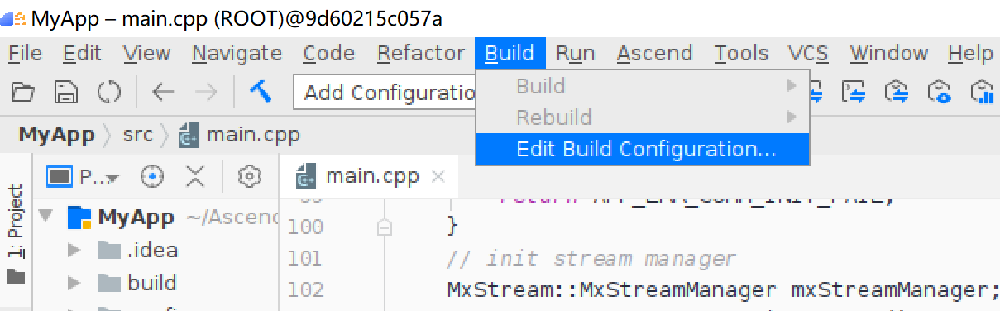 MyApp – main.cpp (ROOT)@9d60215c057a
File Edit View Navigate Code Refactor Build Run Ascend Tools VCS Window Help
Add Configuratio
Build
Rebuild
Edit Build Configuration...
MyApp src main.cpp
1: Project
P...
main.cpp
MyApp ~/Ascend
.idea
build
100 }
101 // init stream manager
102 MxStream::MxStreamManager mxStreamManager;